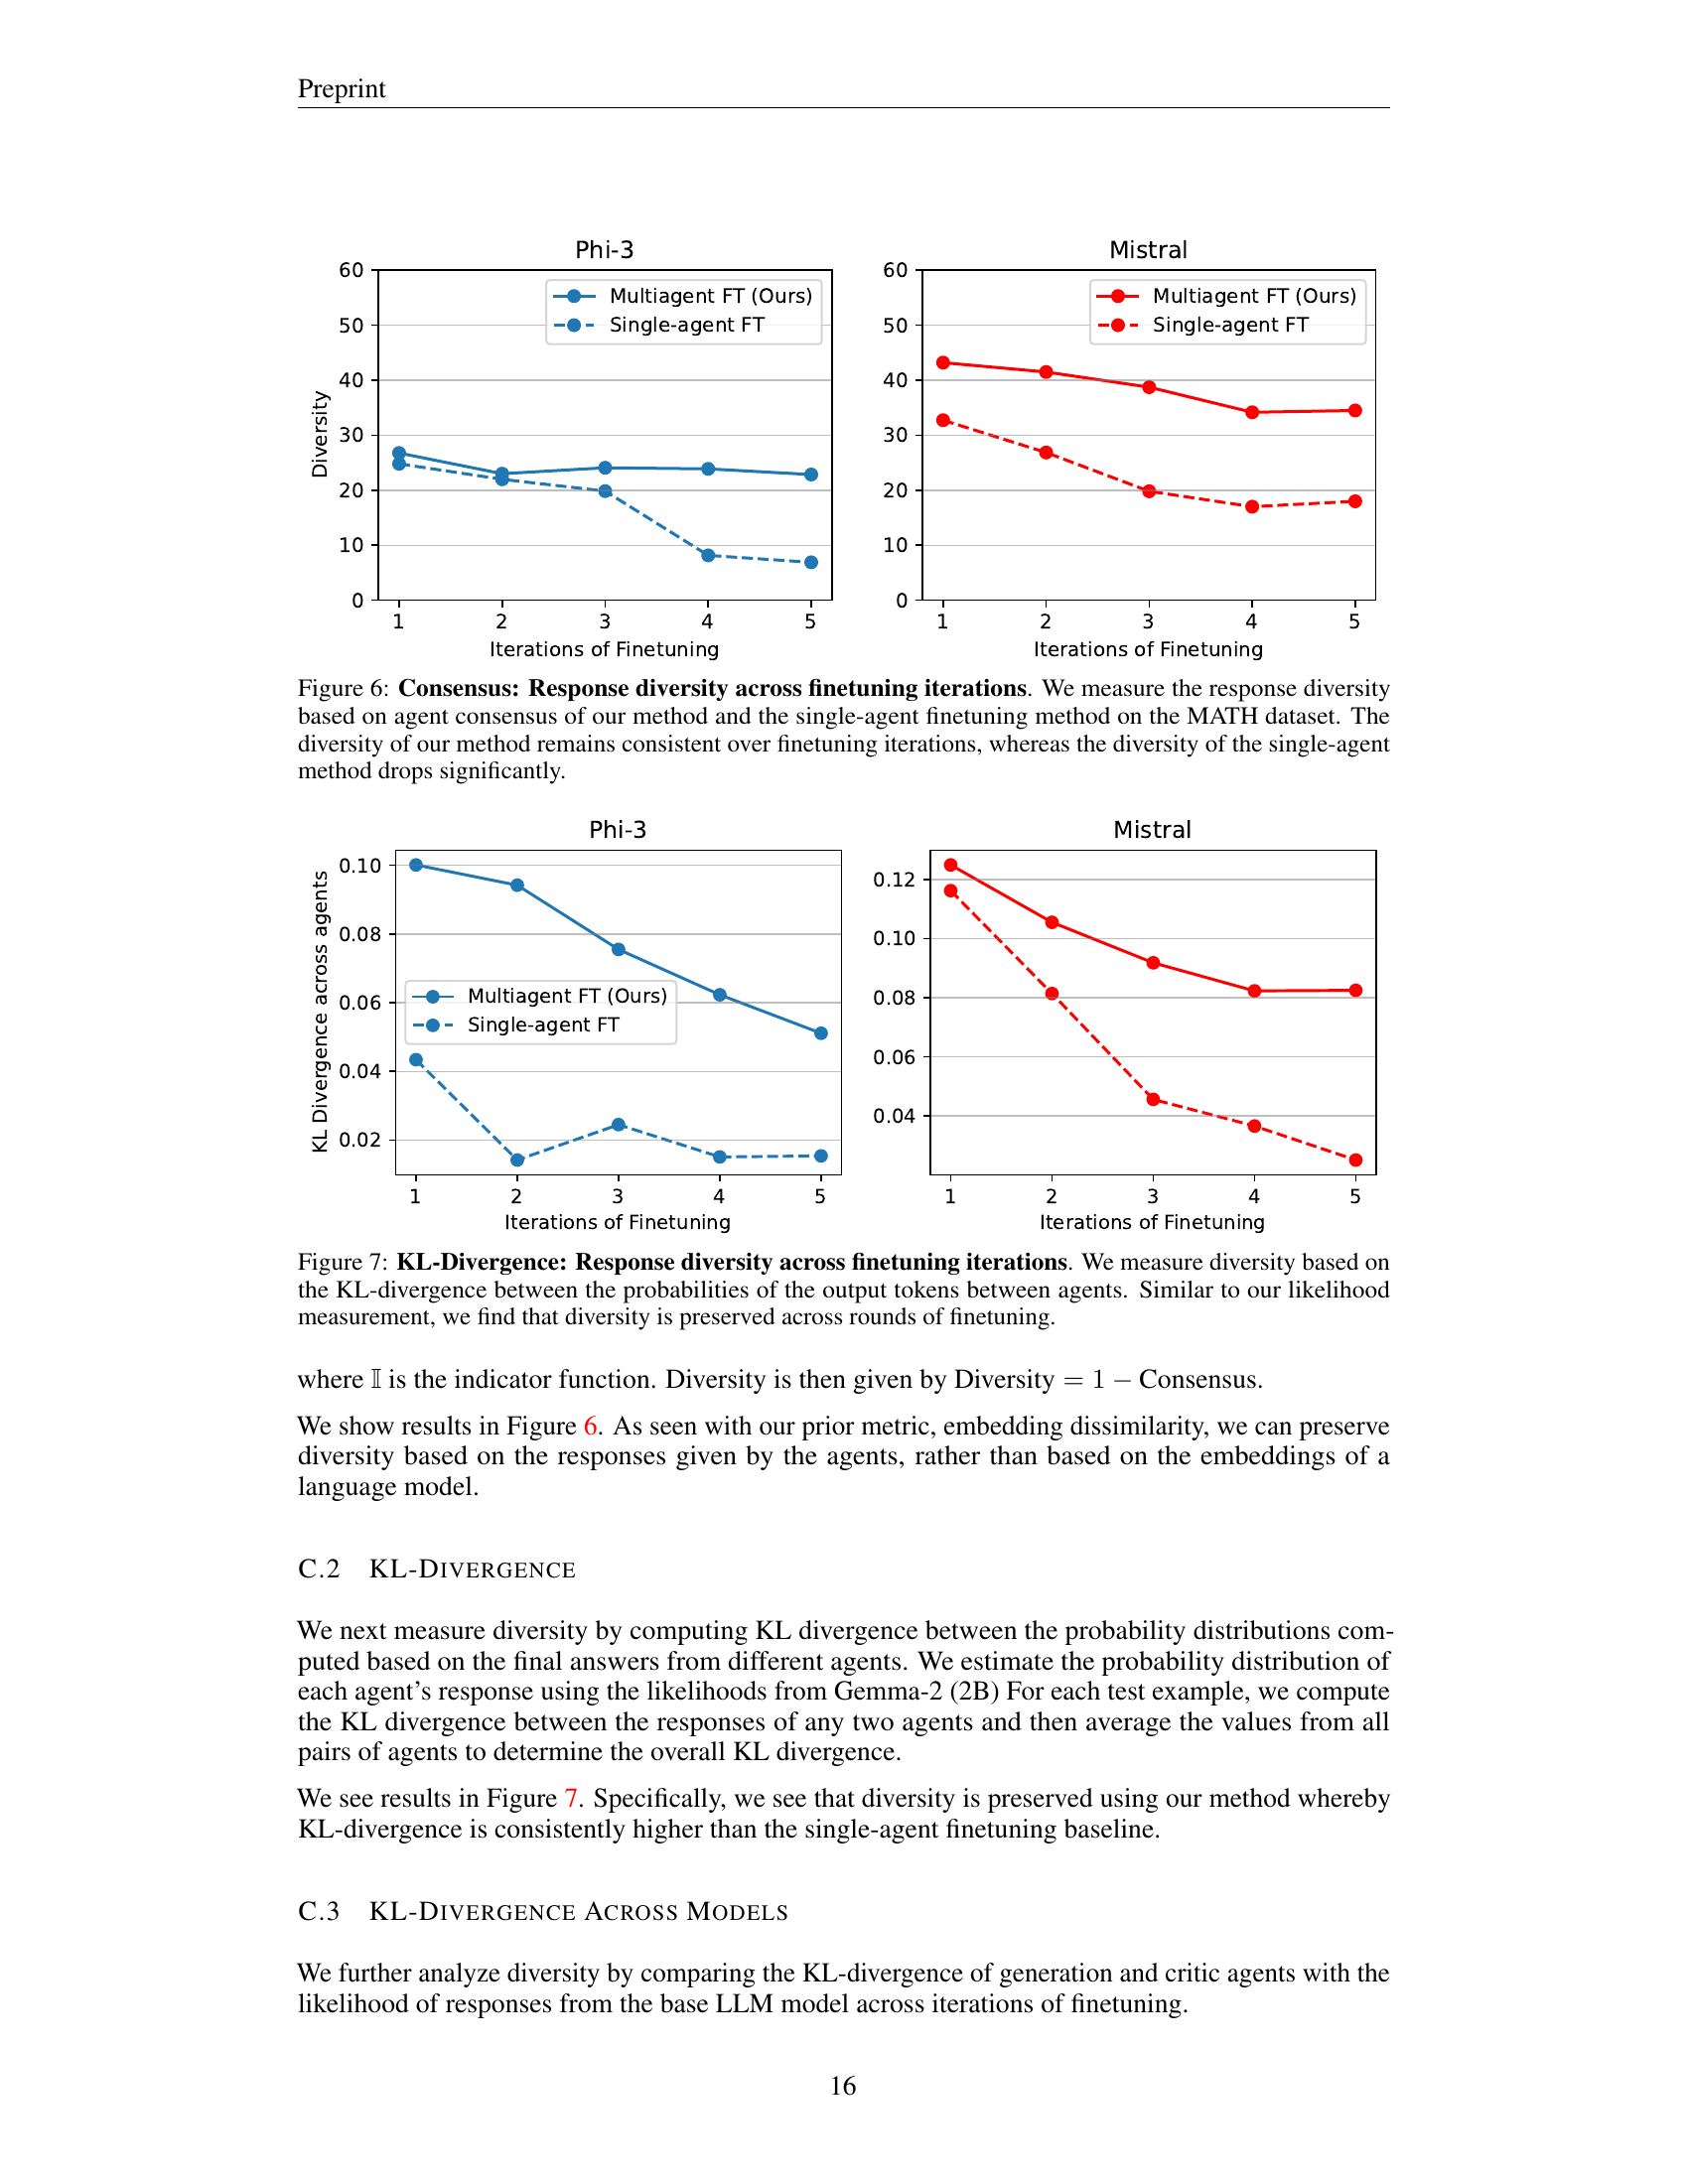 Preprint
Phi-3
Mistral
60
50
40
30
20
10
0
Diversity
Multiagent FT (Ours)
Single-agent FT
1 2 3 4 5
Iterations of Finetuning
60
50
40
30
20
10
0
Multiagent FT (Ours)
Single-agent FT
1 2 3 4 5
Iterations of Finetuning
Figure 6: Consensus: Response diversity across finetuning iterations. We measure the response diversity
based on agent consensus of our method and the single-agent finetuning method on the MATH dataset. The
diversity of our method remains consistent over finetuning iterations, whereas the diversity of the single-agent
method drops significantly.
Phi-3
Mistral
0.10
0.08
0.06
0.04
0.02
KL Divergence across agents
Multiagent FT (Ours)
Single-agent FT
1 2 3 4 5
Iterations of Finetuning
0.12
0.10
0.08
0.06
0.04
1 2 3 4 5
Iterations of Finetuning
Figure 7: KL-Divergence: Response diversity across finetuning iterations. We measure diversity based on
the KL-divergence between the probabilities of the output tokens between agents. Similar to our likelihood
measurement, we find that diversity is preserved across rounds of finetuning.
where 𝕀 is the indicator function. Diversity is then given by Diversity = 1 − Consensus.
We show results in Figure 6. As seen with our prior metric, embedding dissimilarity, we can preserve
diversity based on the responses given by the agents, rather than based on the embeddings of a
language model.
C.2 KL-DIVERGENCE
We next measure diversity by computing KL divergence between the probability distributions com-
puted based on the final answers from different agents. We estimate the probability distribution of
each agent's response using the likelihoods from Gemma-2 (2B) For each test example, we compute
the KL divergence between the responses of any two agents and then average the values from all
pairs of agents to determine the overall KL divergence.
We see results in Figure 7. Specifically, we see that diversity is preserved using our method whereby
KL-divergence is consistently higher than the single-agent finetuning baseline.
C.3 KL-DIVERGENCE ACROSS MODELS
We further analyze diversity by comparing the KL-divergence of generation and critic agents with the
likelihood of responses from the base LLM model across iterations of finetuning.
16